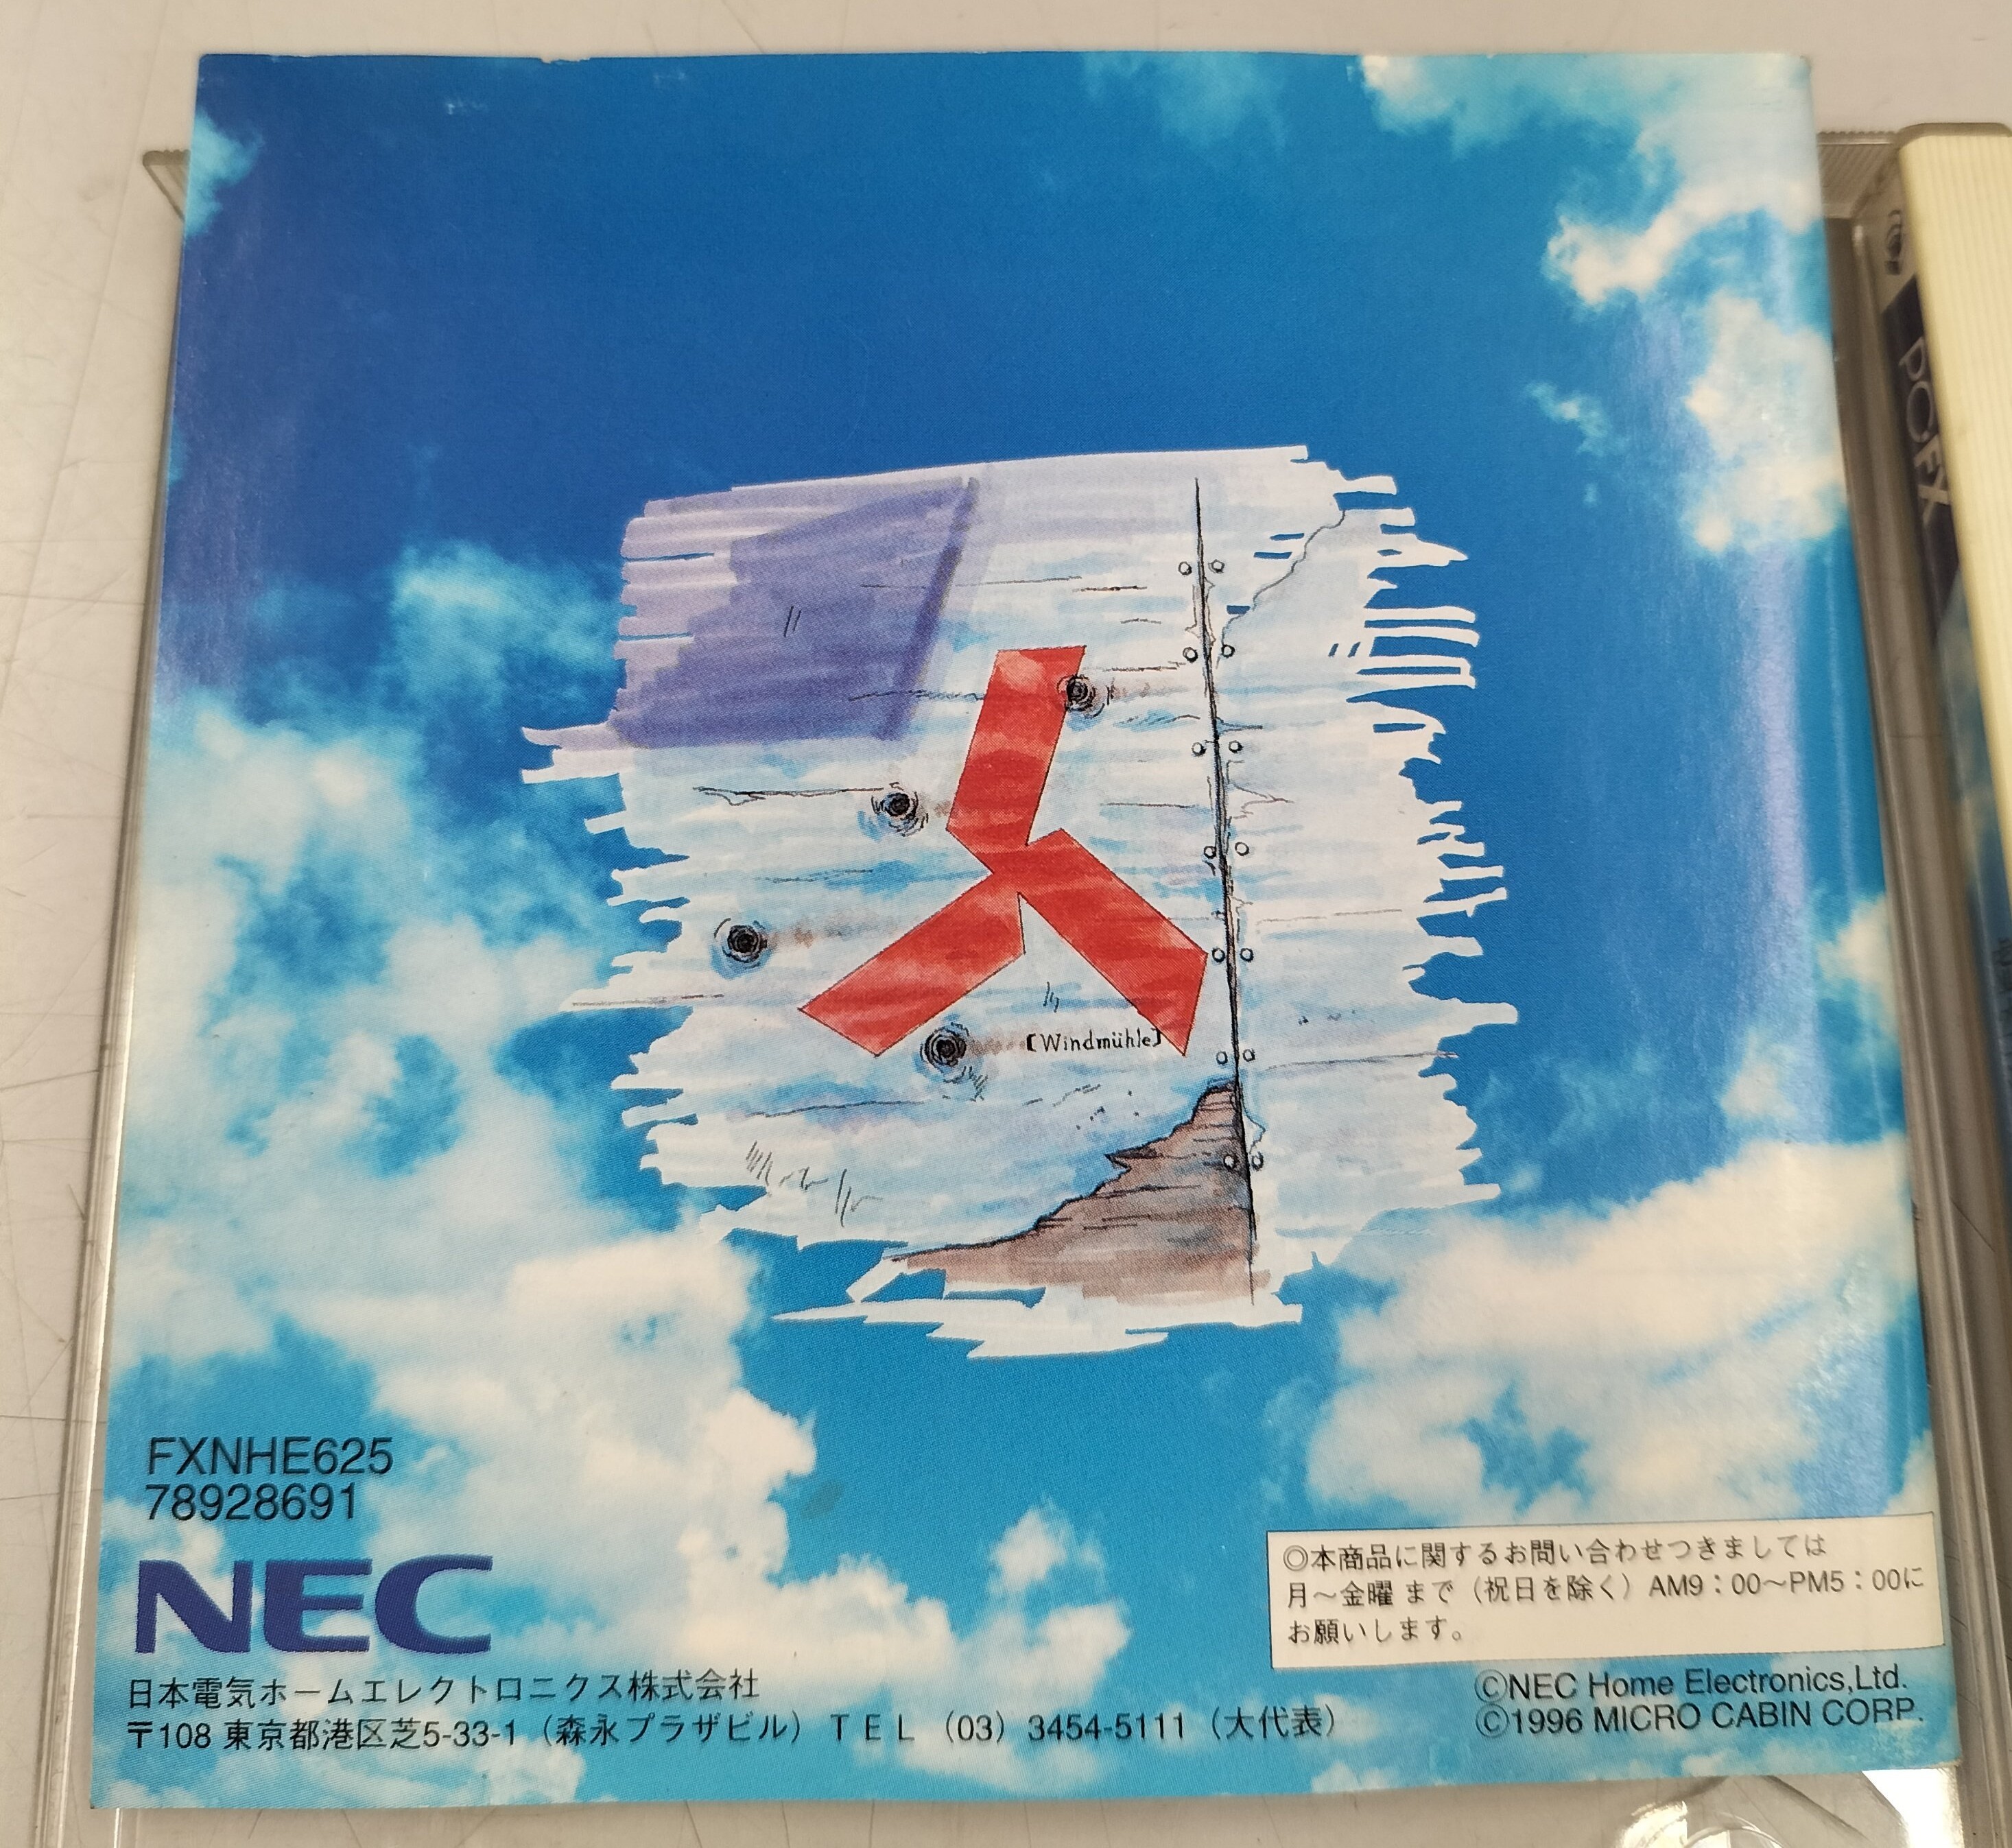 PC-FX
[Windmühle]
FXNHE625
78928691
NEC
日本電気ホームエレクトロニクス株式会社
〒108 東京都港区芝5-33-1（森永プラザビル）TEL（03）3454-5111（大代表）
◎本商品に関するお問い合わせつきましては
月～金曜 まで（祝日を除く）AM9：00～PM5：00に
お願いします。
©NEC Home Electronics,Ltd.
©1996 MICRO CABIN CORP.